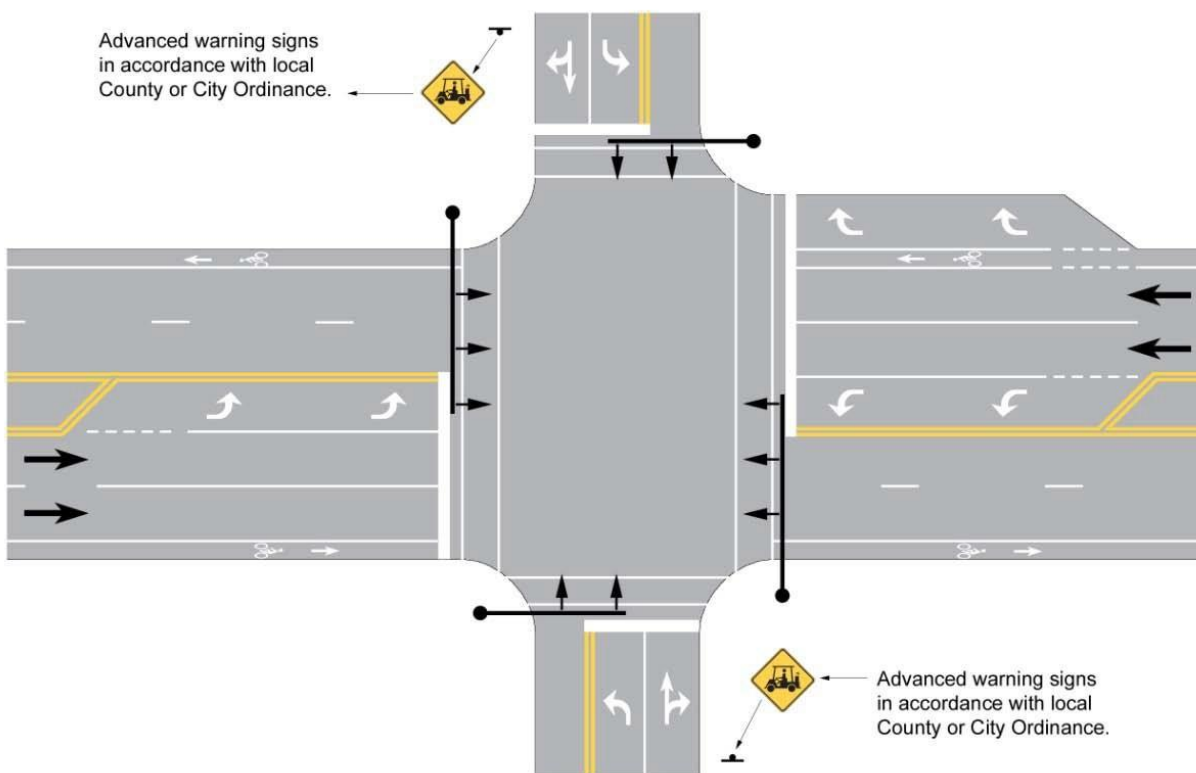 Advanced warning signs
in accordance with local
County or City Ordinance.
Advanced warning signs
in accordance with local
County or City Ordinance.